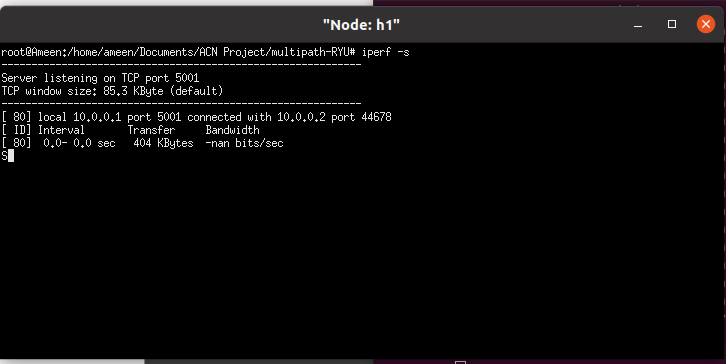 "Node: h1"
root@Ameen:/home/ameen/Documents/ACN Project/multipath-RYU# iperf -s
------------------------------------------------------------
Server listening on TCP port 5001
TCP window size: 85.3 KByte (default)
------------------------------------------------------------
[ 80] local 10.0.0.1 port 5001 connected with 10.0.0.2 port 44678
[ ID] Interval       Transfer     Bandwidth
[ 80]  0.0- 0.0 sec   404 KBytes  -nan bits/sec
S